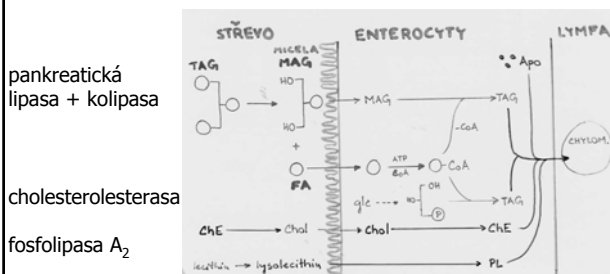 STŘEVO ENTEROCYTY LYMFA
MICELA
TAG MAG Apo
pankreatická
lipasa + kolipasa
HO
HO
MAG TAG
-CoA
+
CHYLOM.
FA
ATP
CoA
-CoA
glc HO OH
P
TAG
cholesterolesterasa
ChE Chol Chol ChE
fosfolipasa A₂
lecithin lysolecithin PL